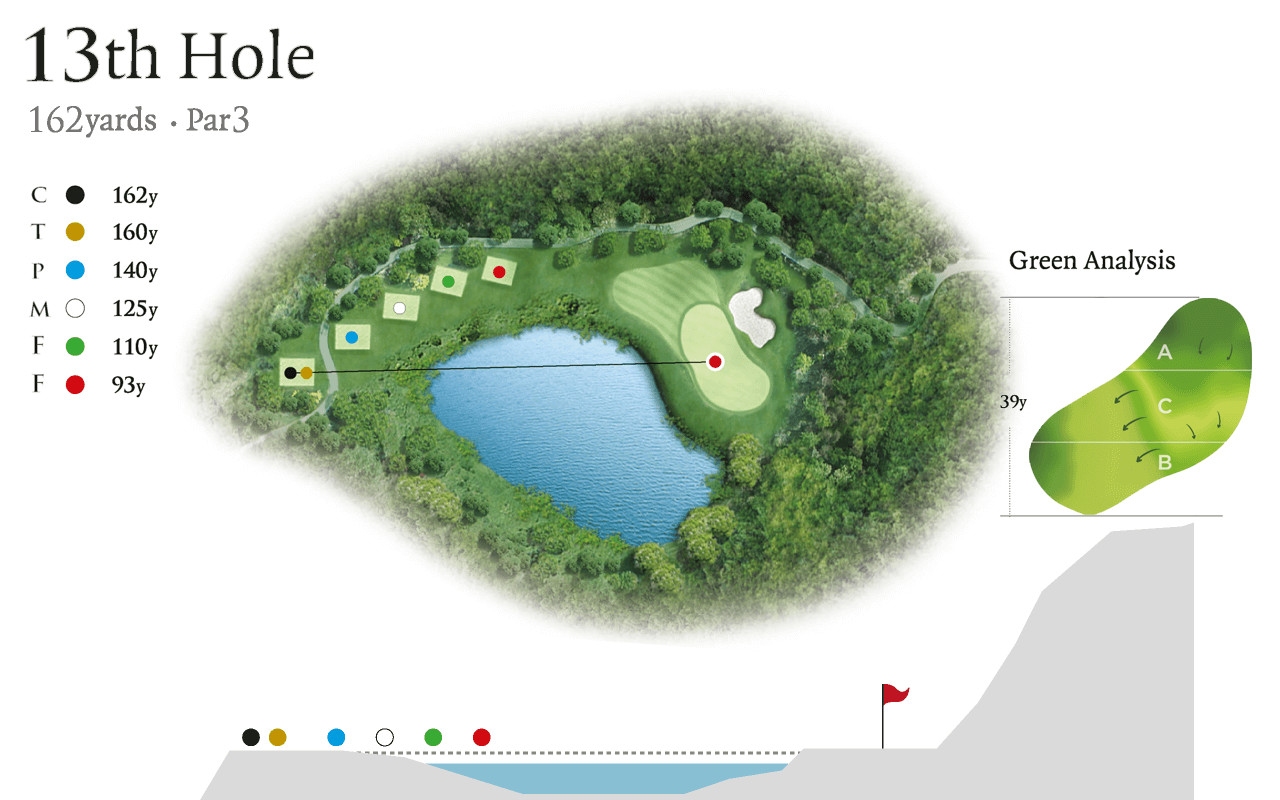 13th Hole
162yards · Par3
C 162y
T 160y
P 140y
M 125y
F 110y
F 93y
Green Analysis
A
39y
C
B